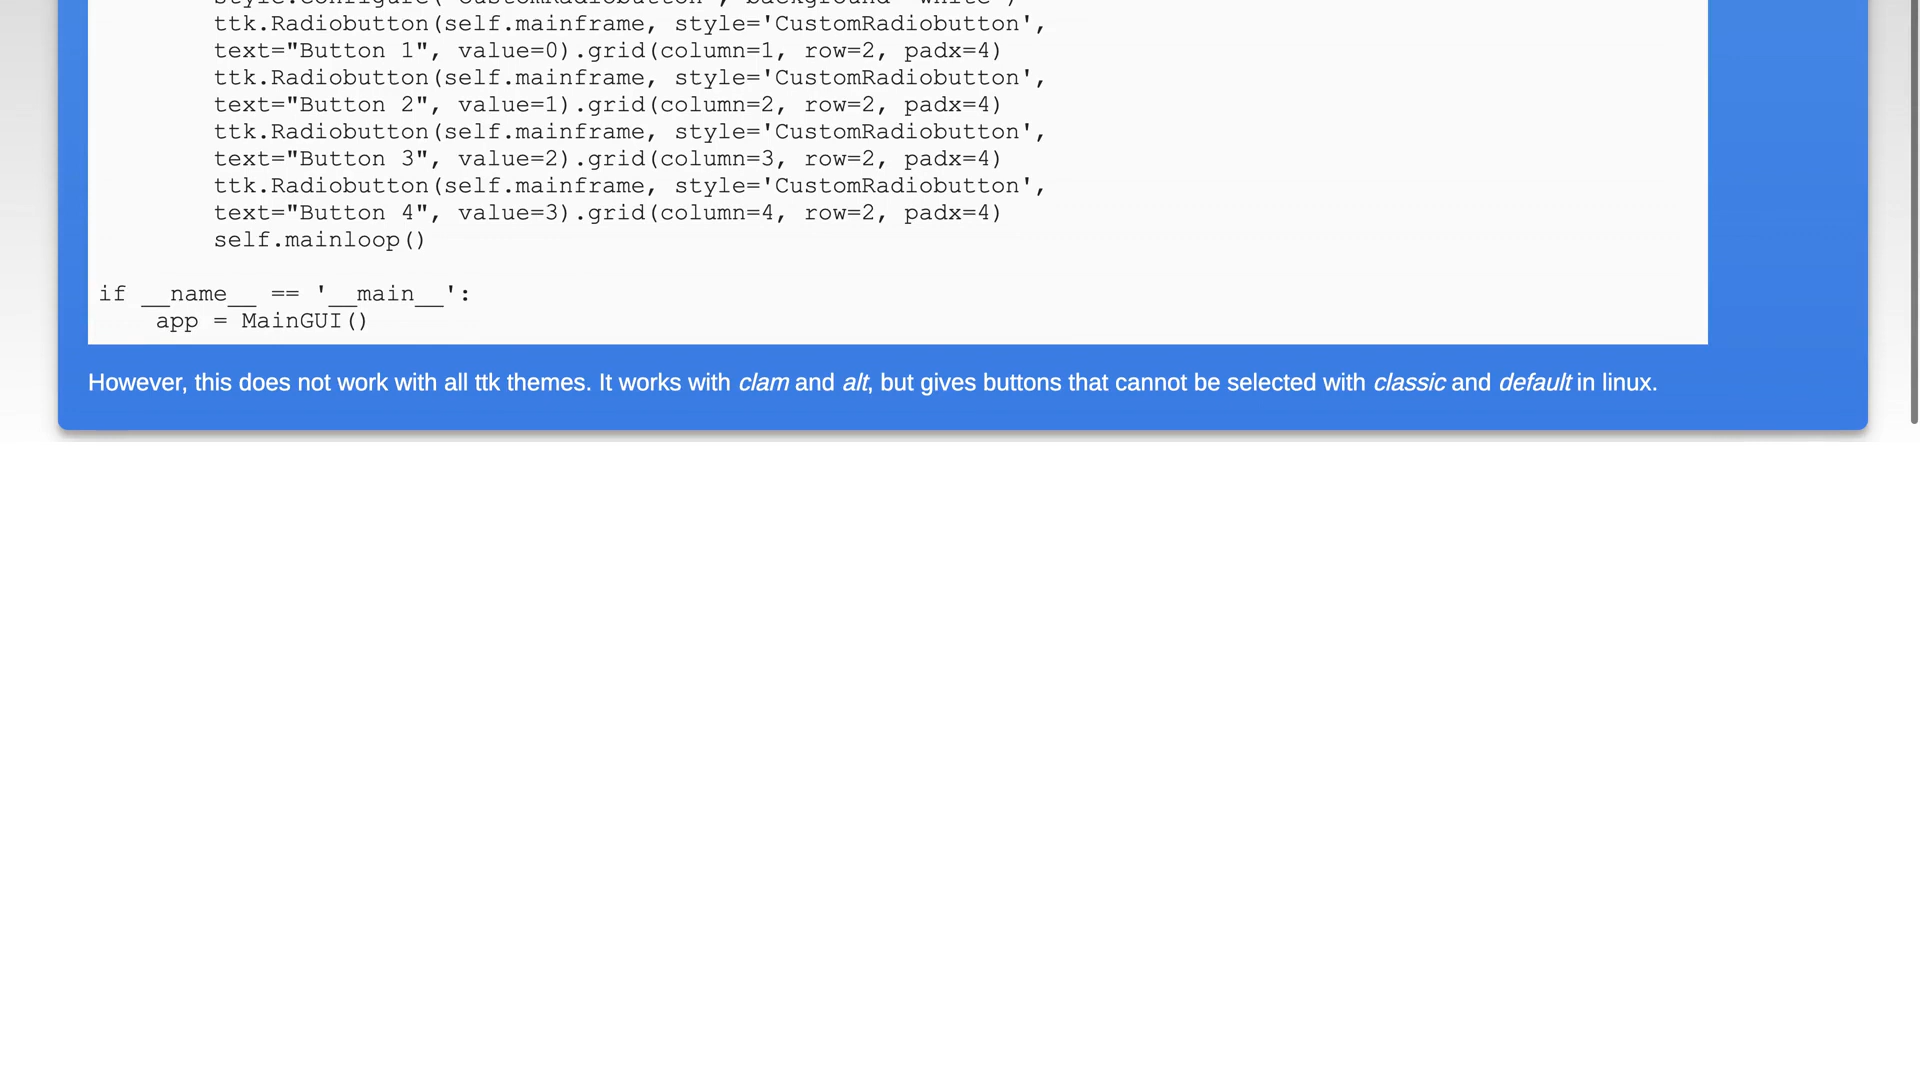 style.configure('CustomRadiobutton', background='white')
ttk.Radiobutton(self.mainframe, style='CustomRadiobutton',
text="Button 1", value=0).grid(column=1, row=2, padx=4)
ttk.Radiobutton(self.mainframe, style='CustomRadiobutton',
text="Button 2", value=1).grid(column=2, row=2, padx=4)
ttk.Radiobutton(self.mainframe, style='CustomRadiobutton',
text="Button 3", value=2).grid(column=3, row=2, padx=4)
ttk.Radiobutton(self.mainframe, style='CustomRadiobutton',
text="Button 4", value=3).grid(column=4, row=2, padx=4)
self.mainloop()
if __name__ == '__main__':
app = MainGUI()
However, this does not work with all ttk themes. It works with clam and alt, but gives buttons that cannot be selected with classic and default in linux.